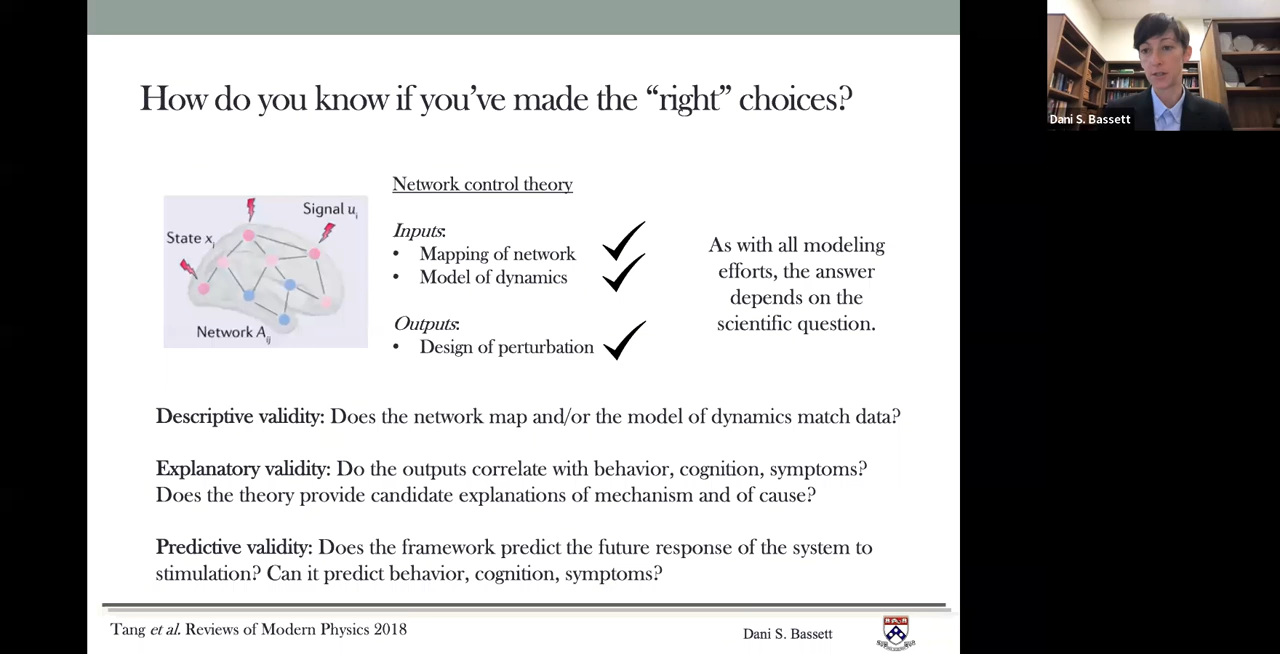 How do you know if you've made the “right” choices?
Dani S. Bassett
Network control theory
Signal uᵢ
State xⱼ
Network Aᵢⱼ
Inputs:
• Mapping of network
• Model of dynamics
Outputs:
• Design of perturbation
As with all modeling
efforts, the answer
depends on the
scientific question.
Descriptive validity: Does the network map and/or the model of dynamics match data?
Explanatory validity: Do the outputs correlate with behavior, cognition, symptoms?
Does the theory provide candidate explanations of mechanism and of cause?
Predictive validity: Does the framework predict the future response of the system to
stimulation? Can it predict behavior, cognition, symptoms?
Tang et al. Reviews of Modern Physics 2018
Dani S. Bassett